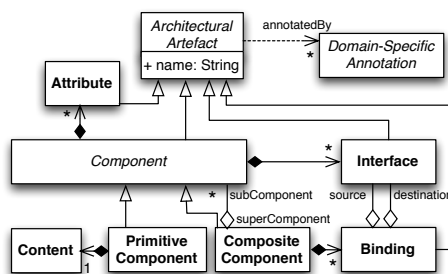 Architectural
Artefact
+ name: String
annotatedBy
*
Domain-Specific
Annotation
Attribute
*
Component
*
Interface
* subComponent
source destination
superComponent
Content
1
Primitive
Component
Composite
Component
*
Binding